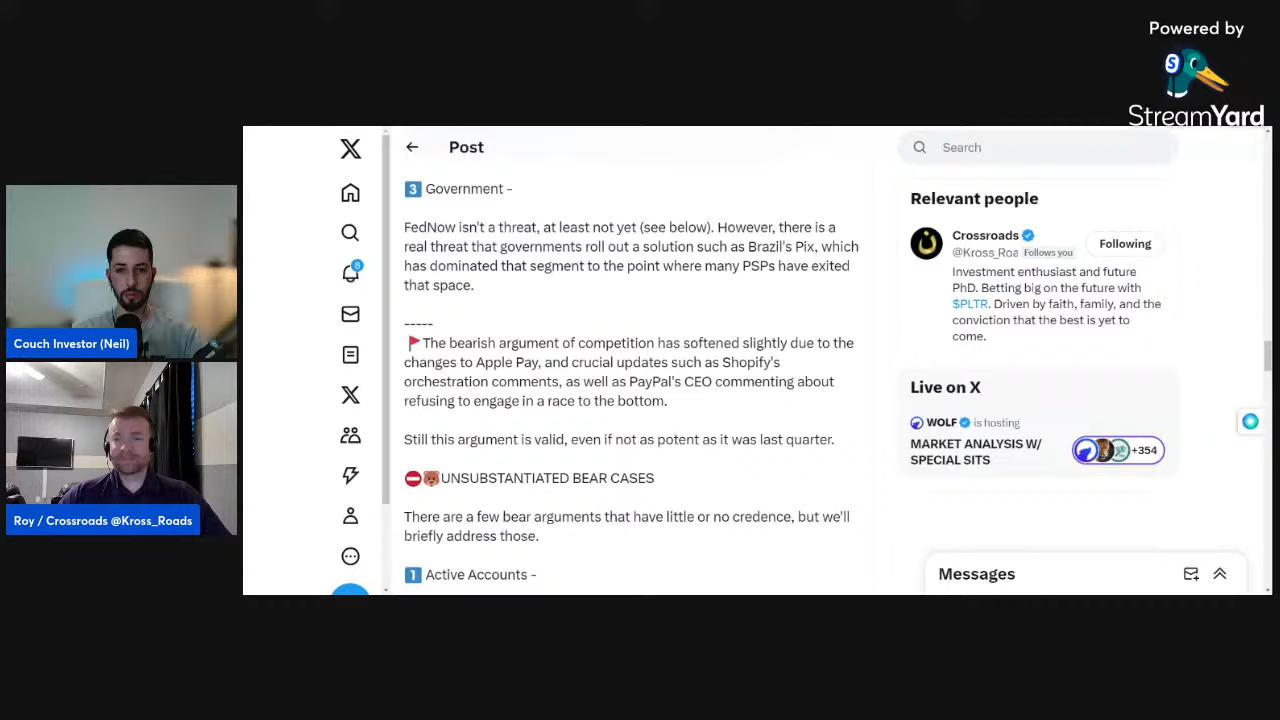 Powered by
StreamYard
Post
Search
3 Government -
FedNow isn't a threat, at least not yet (see below). However, there is a
real threat that governments roll out a solution such as Brazil's Pix, which
has dominated that segment to the point where many PSPs have exited
that space.
-----
🚩The bearish argument of competition has softened slightly due to the
changes to Apple Pay, and crucial updates such as Shopify's
orchestration comments, as well as PayPal's CEO commenting about
refusing to engage in a race to the bottom.
Still this argument is valid, even if not as potent as it was last quarter.
⛔🐻UNSUBSTANTIATED BEAR CASES
There are a few bear arguments that have little or no credence, but we'll
briefly address those.
1 Active Accounts -
Relevant people
Crossroads
@Kross_Roa Follows you
Following
Investment enthusiast and future
PhD. Betting big on the future with
$PLTR. Driven by faith, family, and the
conviction that the best is yet to
come.
Live on X
WOLF is hosting
MARKET ANALYSIS W/
SPECIAL SITS
+354
Messages
8
Couch Investor (Neil)
Roy / Crossroads @Kross_Roads